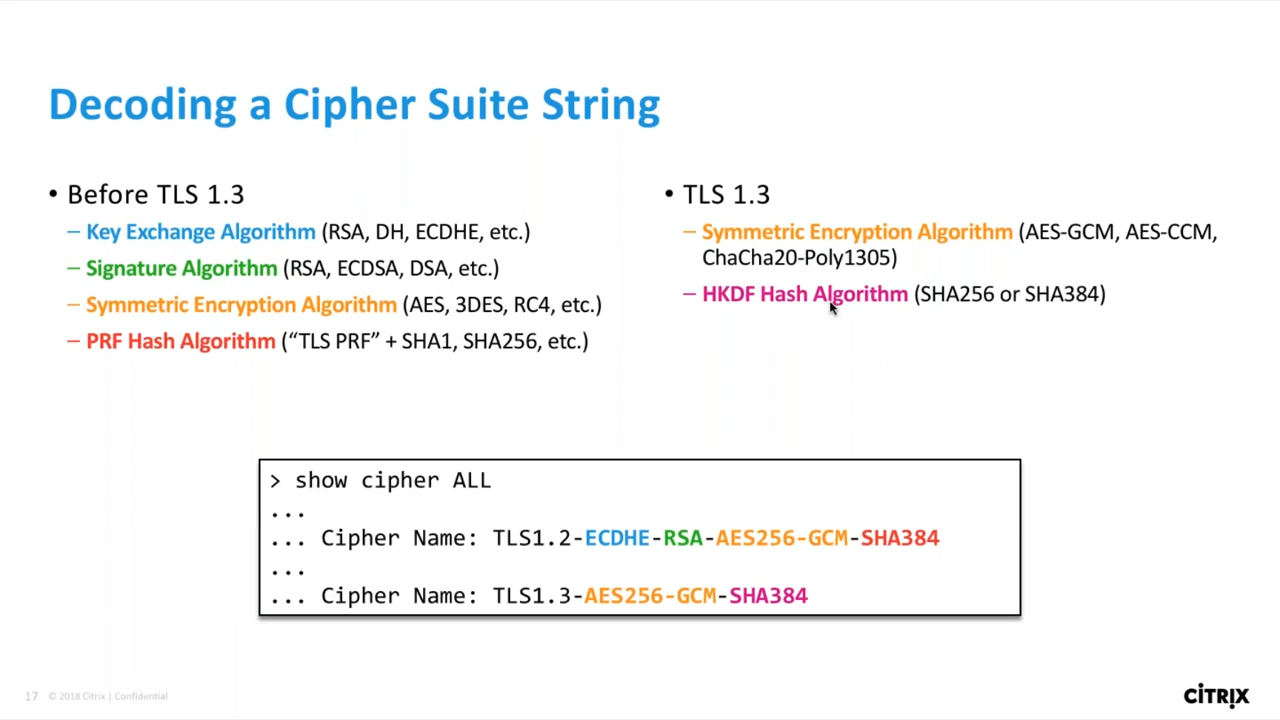 Decoding a Cipher Suite String
• Before TLS 1.3
– Key Exchange Algorithm (RSA, DH, ECDHE, etc.)
– Signature Algorithm (RSA, ECDSA, DSA, etc.)
– Symmetric Encryption Algorithm (AES, 3DES, RC4, etc.)
– PRF Hash Algorithm (“TLS PRF” + SHA1, SHA256, etc.)
• TLS 1.3
– Symmetric Encryption Algorithm (AES-GCM, AES-CCM,
ChaCha20-Poly1305)
– HKDF Hash Algorithm (SHA256 or SHA384)
> show cipher ALL
...
... Cipher Name: TLS1.2-ECDHE-RSA-AES256-GCM-SHA384
...
... Cipher Name: TLS1.3-AES256-GCM-SHA384
17 © 2018 Citrix | Confidential
CITRIX